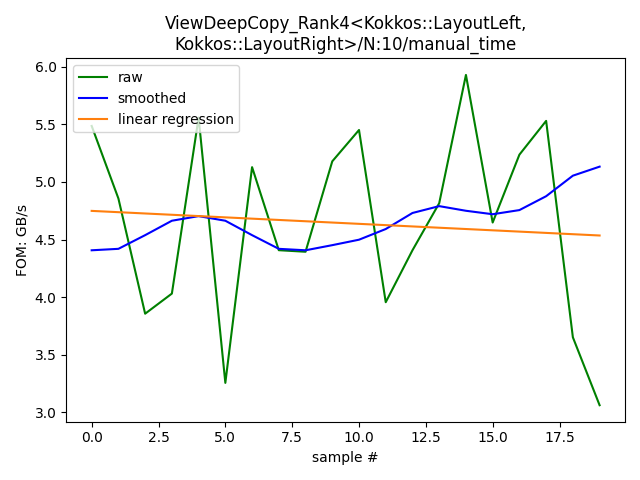 ViewDeepCopy_Rank4<Kokkos::LayoutLeft,
Kokkos::LayoutRight>/N:10/manual_time
raw
smoothed
linear regression
FOM: GB/s
6.0
5.5
5.0
4.5
4.0
3.5
3.0
0.0 2.5 5.0 7.5 10.0 12.5 15.0 17.5
sample #